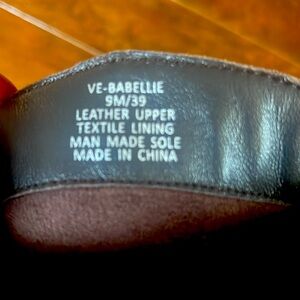 VE-BABELLIE
9M/39
LEATHER UPPER
TEXTILE LINING
MAN MADE SOLE
MADE IN CHINA